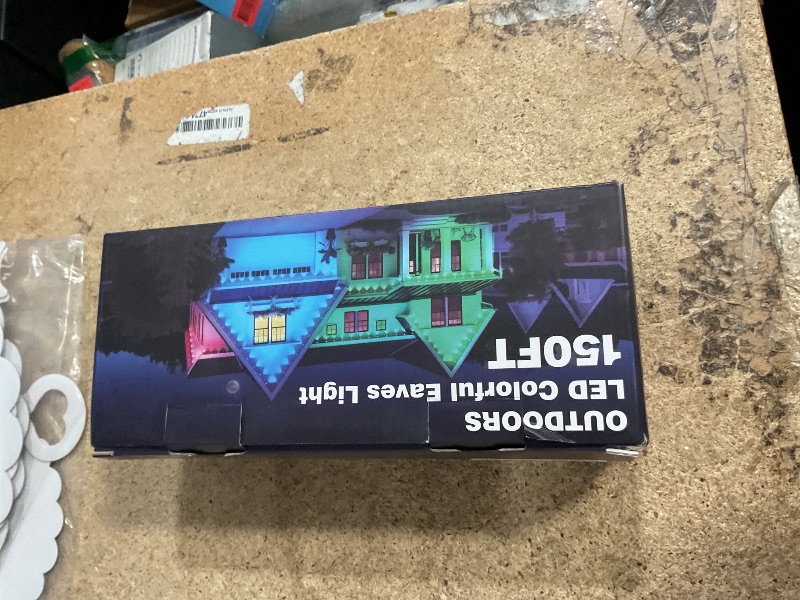 OUTDOORS
LED Colorful Eaves Light
150FT